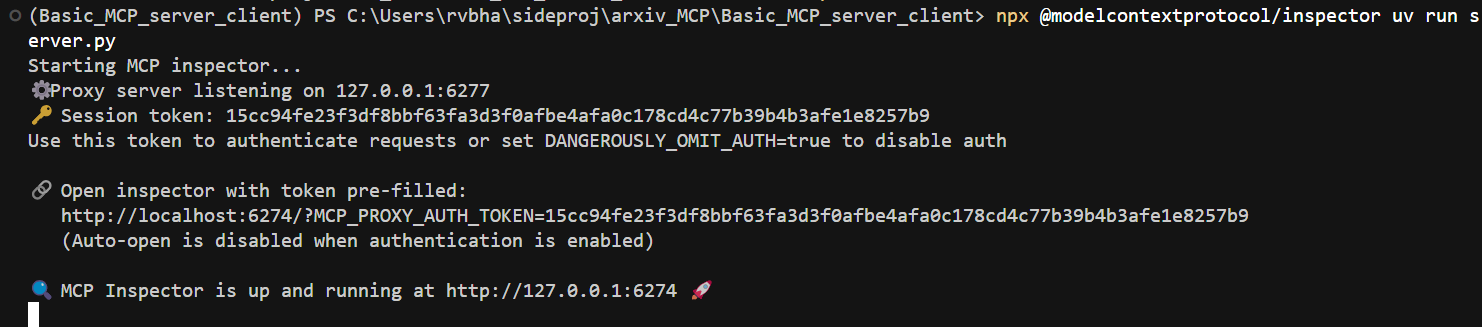 (Basic_MCP_server_client) PS C:\Users\rvbha\sideproj\arxiv_MCP\Basic_MCP_server_client> npx @modelcontextprotocol/inspector uv run s
erver.py
Starting MCP inspector...
⚙️Proxy server listening on 127.0.0.1:6277
🔑 Session token: 15cc94fe23f3df8bbf63fa3d3f0afbe4afa0c178cd4c77b39b4b3afe1e8257b9
Use this token to authenticate requests or set DANGEROUSLY_OMIT_AUTH=true to disable auth
🔗 Open inspector with token pre-filled:
http://localhost:6274/?MCP_PROXY_AUTH_TOKEN=15cc94fe23f3df8bbf63fa3d3f0afbe4afa0c178cd4c77b39b4b3afe1e8257b9
(Auto-open is disabled when authentication is enabled)
🔍 MCP Inspector is up and running at http://127.0.0.1:6274 🚀